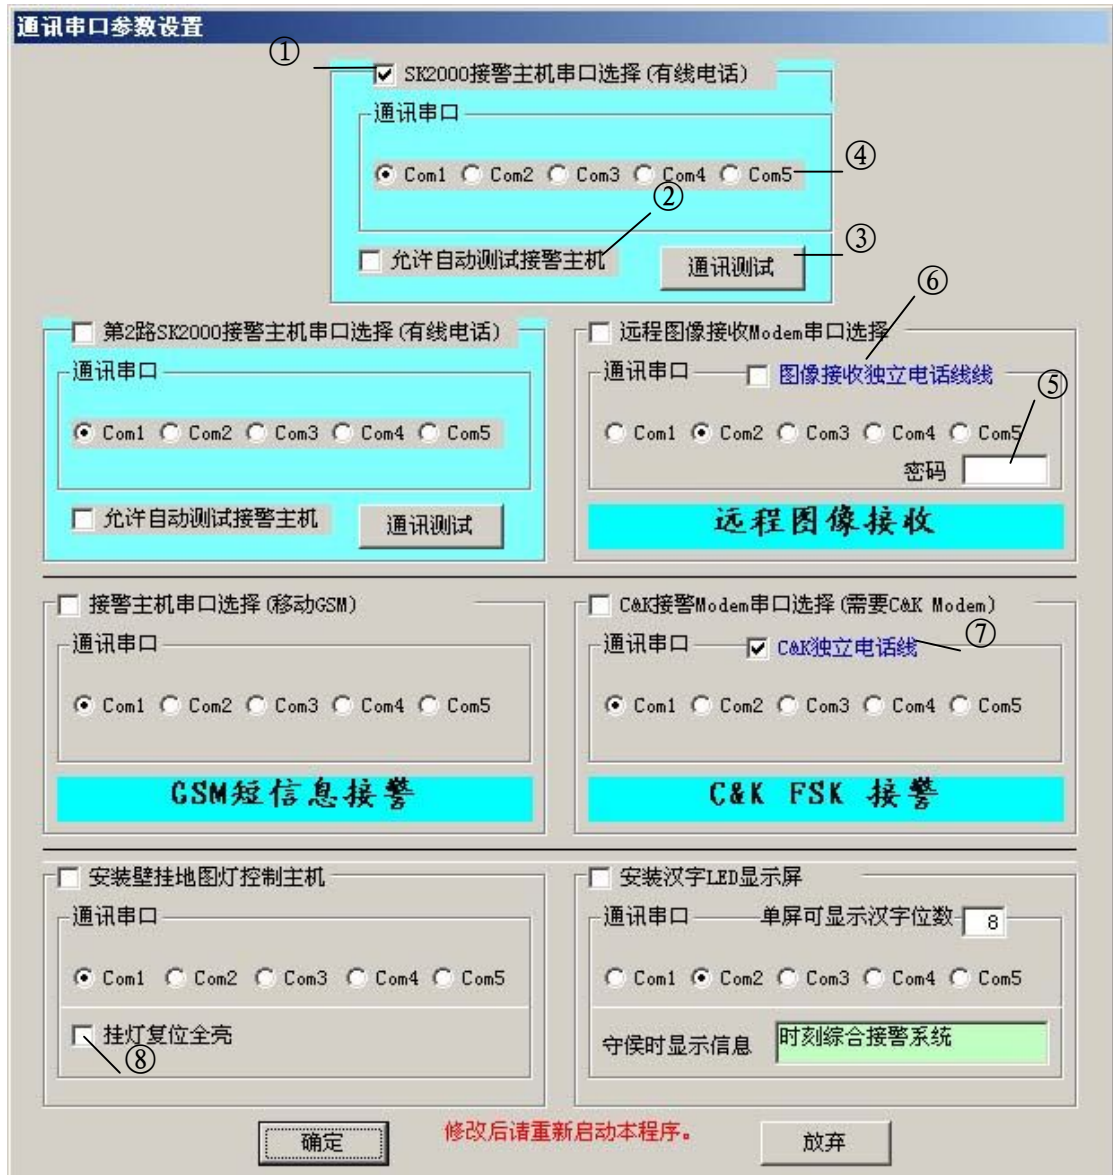 通讯串口参数设置
①
SK2000接警主机串口选择(有线电话)
通讯串口
Com1 Com2 Com3 Com4 Com5
④
②
允许自动测试接警主机
通讯测试
③
⑥
第2路SK2000接警主机串口选择(有线电话)
通讯串口
Com1 Com2 Com3 Com4 Com5
允许自动测试接警主机
通讯测试
远程图像接收Modem串口选择
通讯串口
图像接收独立电话线线
⑤
Com1 Com2 Com3 Com4 Com5
密码
远程图像接收
接警主机串口选择(移动GSM)
通讯串口
Com1 Com2 Com3 Com4 Com5
GSM短信息接警
C&K接警Modem串口选择(需要C&K Modem)
通讯串口
C&K独立电话线
⑦
Com1 Com2 Com3 Com4 Com5
C&K FSK 接警
安装壁挂地图灯控制主机
通讯串口
Com1 Com2 Com3 Com4 Com5
挂灯复位全亮
⑧
安装汉字LED显示屏
通讯串口
单屏可显示汉字位数 8
Com1 Com2 Com3 Com4 Com5
守侯时显示信息
时刻综合接警系统
确定
修改后请重新启动本程序。
放弃